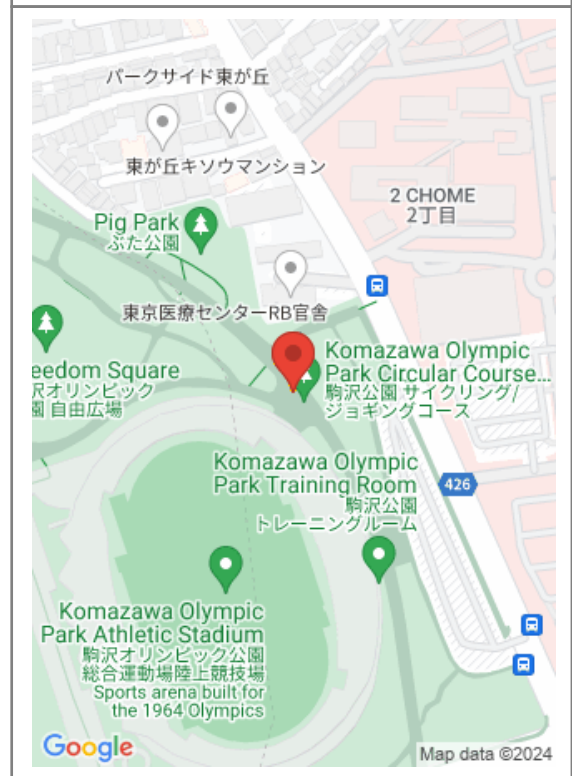 パークサイド東が丘
東が丘キソウマンション
2 CHOME
2丁目
Pig Park
ぶた公園
東京医療センターRB官舎
eedom Square
沢オリンピック
園 自由広場
Komazawa Olympic
Park Circular Course...
駒沢公園 サイクリング/
ジョギングコース
Komazawa Olympic
Park Training Room
駒沢公園
トレーニングルーム
426
Komazawa Olympic
Park Athletic Stadium
駒沢オリンピック公園
総合運動場陸上競技場
Sports arena built for
the 1964 Olympics
Google
Map data ©2024